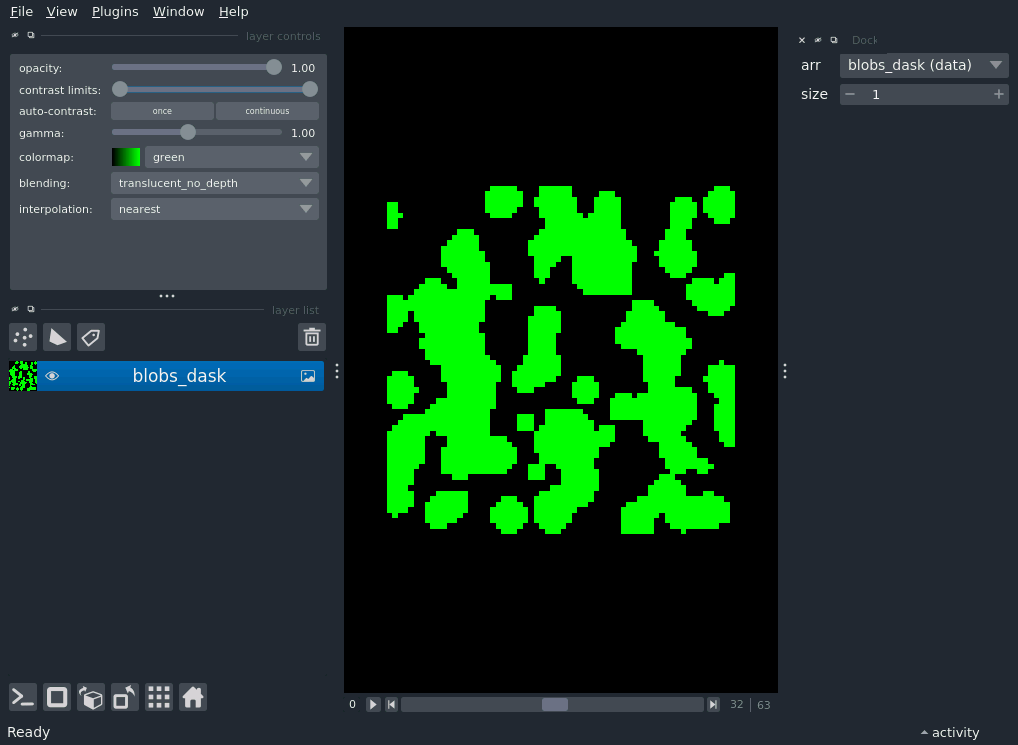 File View Plugins Window Help
layer controls
opacity: 1.00
contrast limits:
auto-contrast: once continuous
gamma: 1.00
colormap: green
blending: translucent_no_depth
interpolation: nearest
layer list
blobs_dask
0 32 | 63
Dock
arr blobs_dask (data)
size 1
Ready
activity